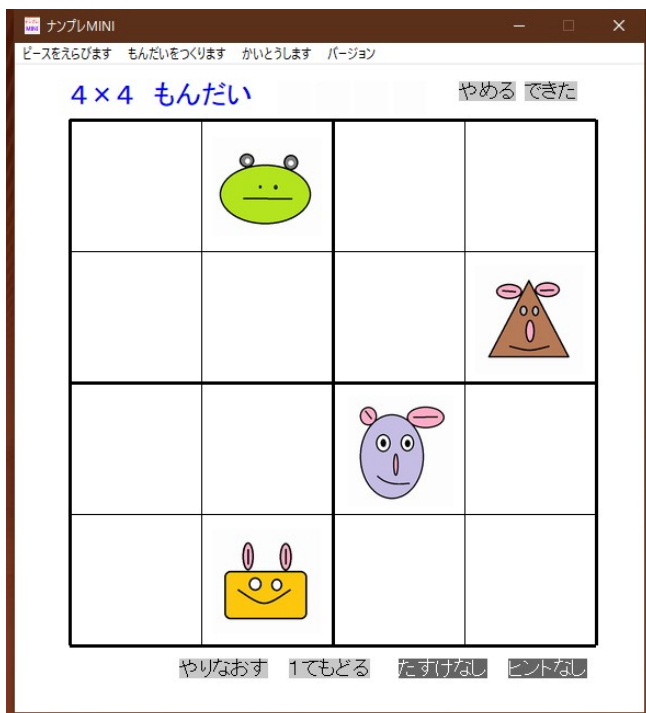 ナンプレMINI
ピースをえらびます もんだいをつくります かいとうします バージョン
4×4 もんだい やめる できた
やりなおす 1てもどる たすけなし ヒントなし